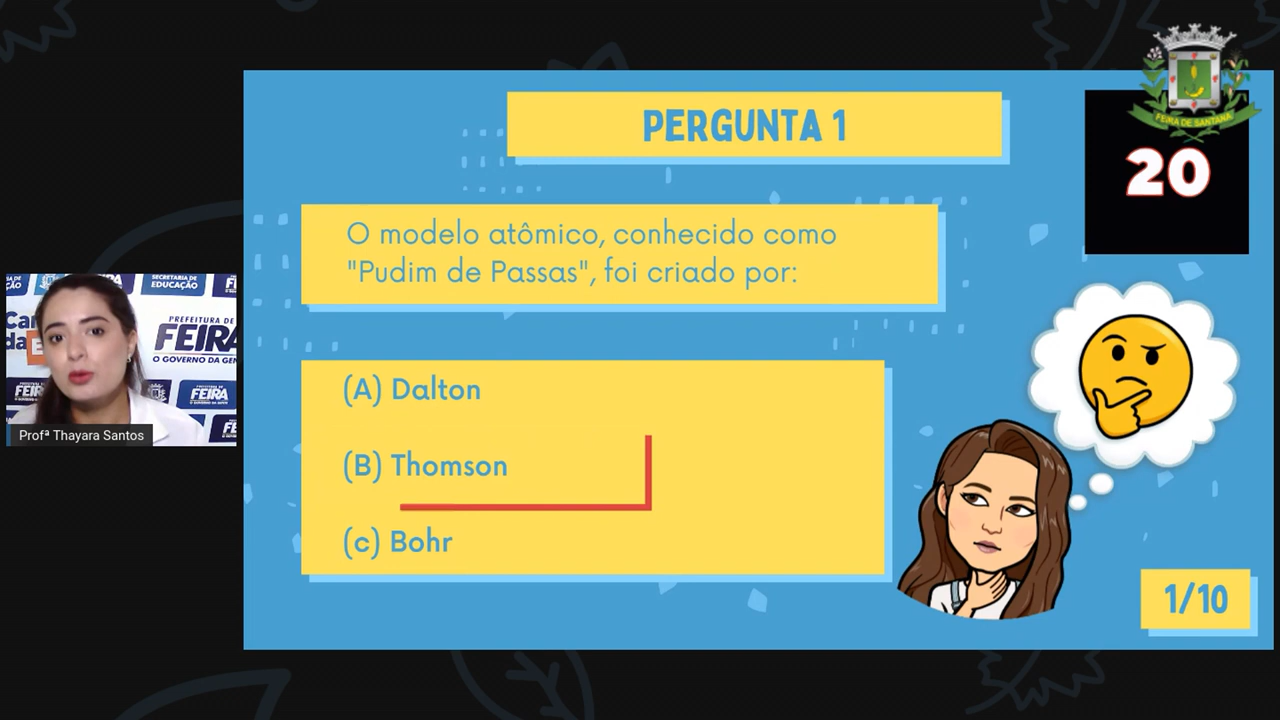 PERGUNTA 1
FEIRA DE SANTANA
20
O modelo atômico, conhecido como
"Pudim de Passas", foi criado por:
SECRETARIA DE
EDUCAÇÃO
PREFEITURA DE
FEIRA
O GOVERNO DA GEN
FEIRA
Profª Thayara Santos
(A) Dalton
(B) Thomson
(c) Bohr
1/10